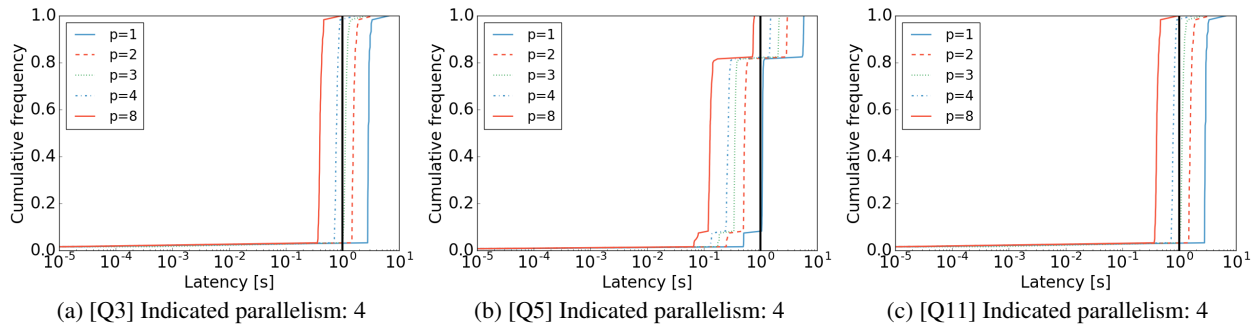 1.0
0.8
0.6
0.4
0.2
0.0
Cumulative frequency
p=1
p=2
p=3
p=4
p=8
10^-5 10^-4 10^-3 10^-2 10^-1 10^0 10^1
Latency [s]
(a) [Q3] Indicated parallelism: 4
1.0
0.8
0.6
0.4
0.2
0.0
Cumulative frequency
p=1
p=2
p=3
p=4
p=8
10^-5 10^-4 10^-3 10^-2 10^-1 10^0 10^1
Latency [s]
(b) [Q5] Indicated parallelism: 4
1.0
0.8
0.6
0.4
0.2
0.0
Cumulative frequency
p=1
p=2
p=3
p=4
p=8
10^-5 10^-4 10^-3 10^-2 10^-1 10^0 10^1
Latency [s]
(c) [Q11] Indicated parallelism: 4